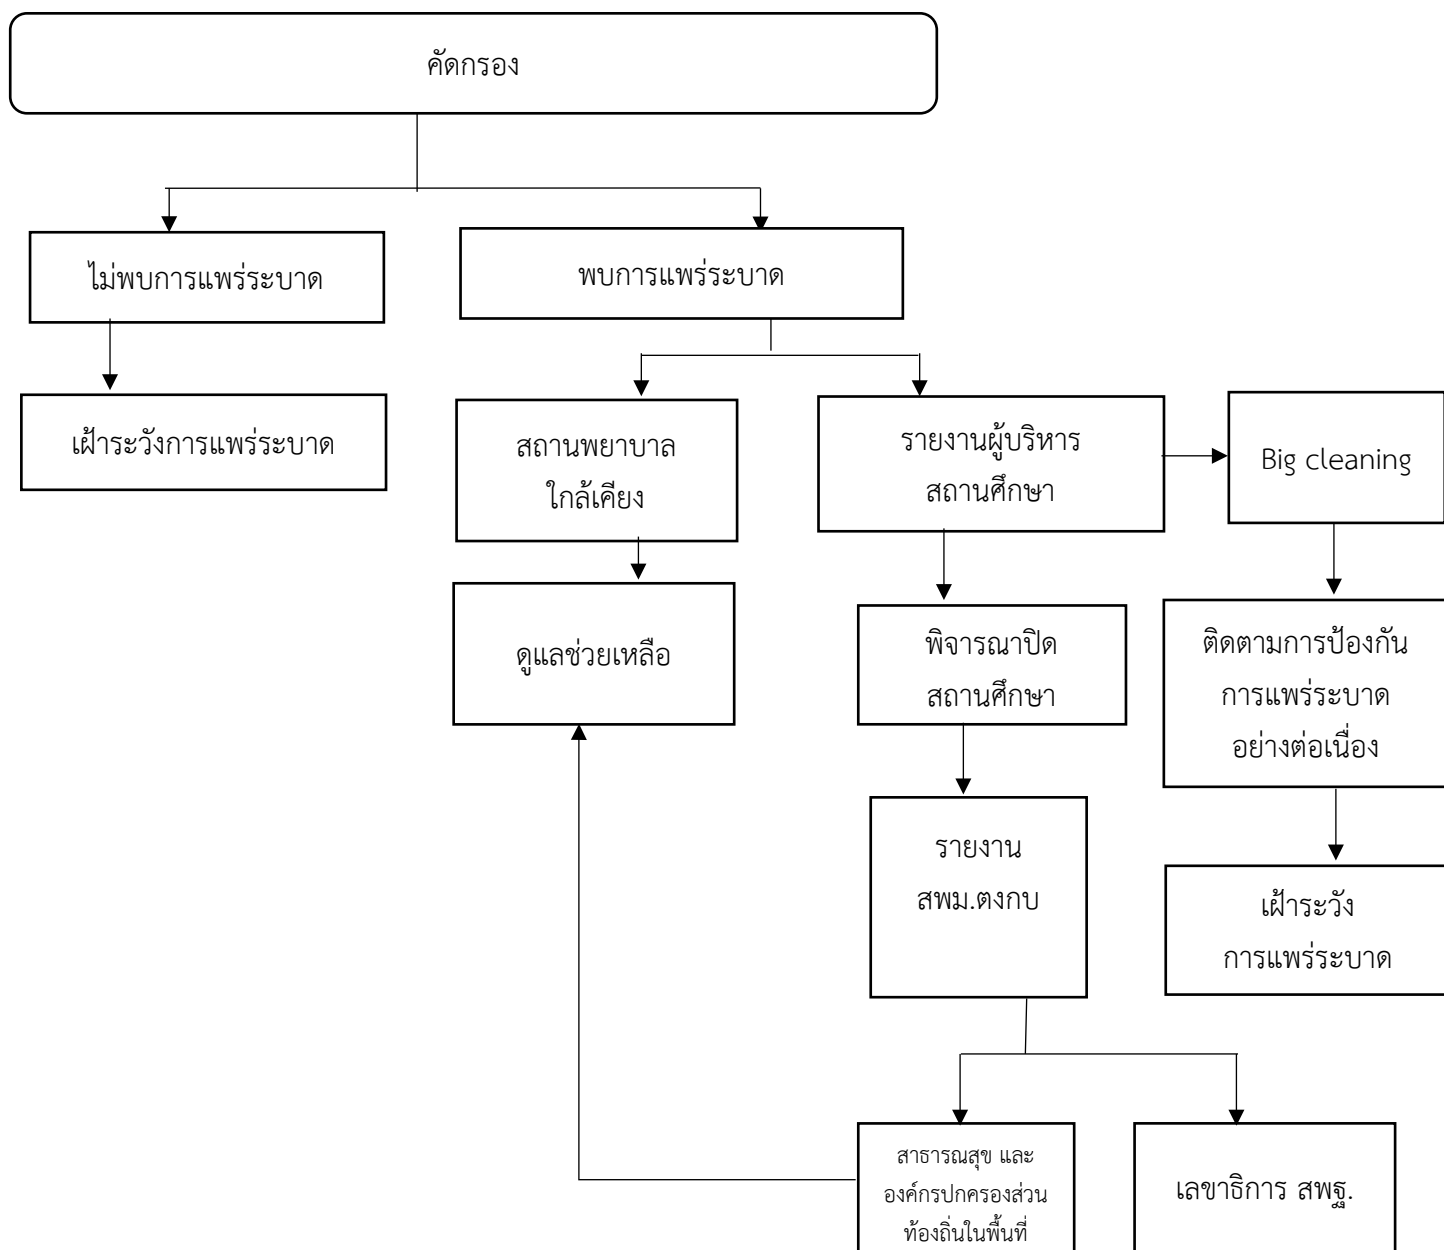 คัดกรอง
ไม่พบการแพร่ระบาด
พบการแพร่ระบาด
เฝ้าระวังการแพร่ระบาด
สถานพยาบาล
ใกล้เคียง
รายงานผู้บริหาร
สถานศึกษา
Big cleaning
ดูแลช่วยเหลือ
พิจารณาปิด
สถานศึกษา
ติดตามการป้องกัน
การแพร่ระบาด
อย่างต่อเนื่อง
รายงาน
สพม.ตงกบ
เฝ้าระวัง
การแพร่ระบาด
สาธารณสุข และ
องค์กรปกครองส่วน
ท้องถิ่นในพื้นที่
เลขาธิการ สพฐ.